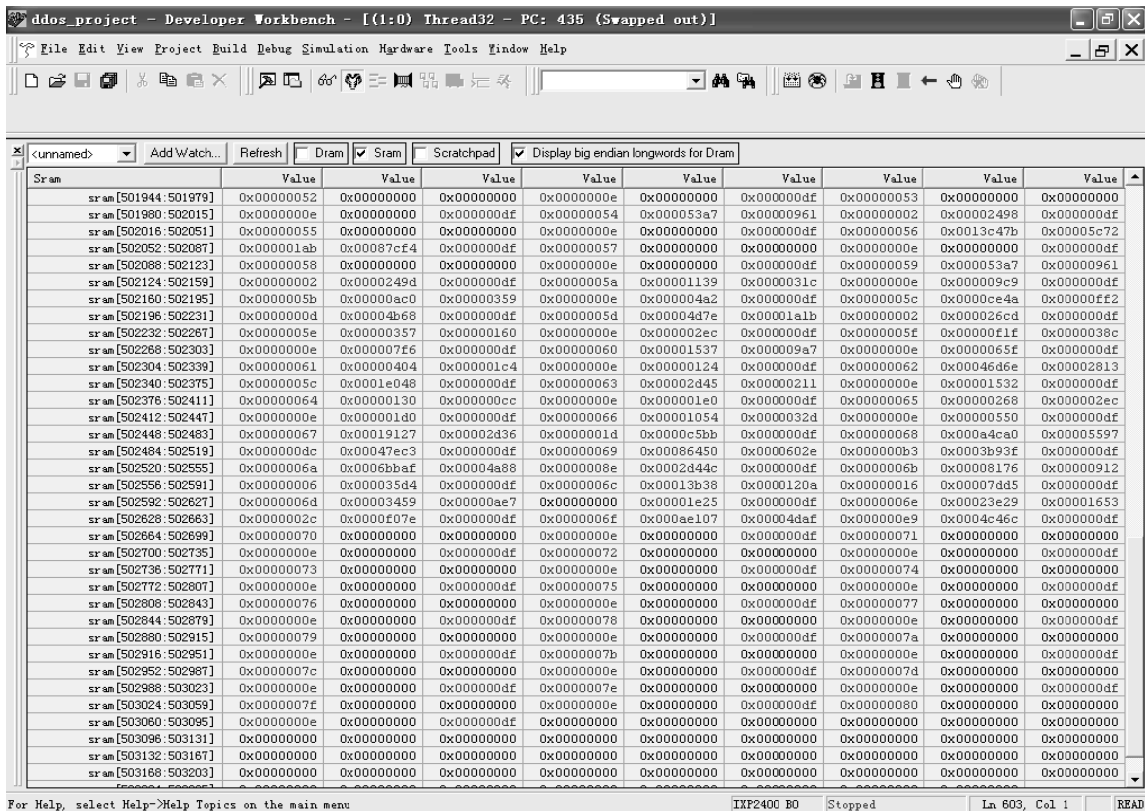 ddos_project - Developer Workbench - [(1:0) Thread32 - PC: 435 (Swapped out)]
File Edit View Project Build Debug Simulation Hardware Tools Window Help
<unnamed> Add Watch... Refresh Dram Sram Scratchpad Display big endian longwords for Dram
Sram Value Value Value Value Value Value Value Value Value
sram[501944:501979] 0x00000052 0x00000000 0x00000000 0x0000000e 0x00000000 0x000000df 0x00000053 0x00000000 0x00000000
sram[501980:502015] 0x0000000e 0x00000000 0x000000df 0x00000054 0x000053a7 0x00000961 0x00000002 0x00002498 0x000000df
sram[502016:502051] 0x00000055 0x00000000 0x00000000 0x0000000e 0x00000000 0x000000df 0x00000056 0x0013c47b 0x00005c72
sram[502052:502087] 0x000001ab 0x00087cf4 0x000000df 0x00000057 0x00000000 0x00000000 0x0000000e 0x00000000 0x000000df
sram[502088:502123] 0x00000058 0x00000000 0x00000000 0x0000000e 0x00000000 0x000000df 0x00000059 0x000053a7 0x00000961
sram[502124:502159] 0x00000002 0x0000249d 0x000000df 0x0000005a 0x00001139 0x0000031c 0x0000000e 0x000009c9 0x000000df
sram[502160:502195] 0x0000005b 0x00000ac0 0x00000359 0x0000000e 0x000004a2 0x000000df 0x0000005c 0x0000ce4a 0x00000ff2
sram[502196:502231] 0x0000000d 0x00004b68 0x000000df 0x0000005d 0x00004d7e 0x00001a1b 0x00000002 0x000026cd 0x000000df
sram[502232:502267] 0x0000005e 0x00000357 0x00000160 0x0000000e 0x000002ec 0x000000df 0x0000005f 0x00000f1f 0x0000038c
sram[502268:502303] 0x0000000e 0x000007f6 0x000000df 0x00000060 0x00001537 0x000009a7 0x0000000e 0x0000065f 0x000000df
sram[502304:502339] 0x00000061 0x00000404 0x000001c4 0x0000000e 0x00000124 0x000000df 0x00000062 0x00046d6e 0x00002813
sram[502340:502375] 0x0000005c 0x0001e048 0x000000df 0x00000063 0x00002d45 0x00000211 0x0000000e 0x00001532 0x000000df
sram[502376:502411] 0x00000064 0x00000130 0x000000cc 0x0000000e 0x000001e0 0x000000df 0x00000065 0x00000268 0x000002ec
sram[502412:502447] 0x0000000e 0x000001d0 0x000000df 0x00000066 0x00001054 0x0000032d 0x0000000e 0x00000550 0x000000df
sram[502448:502483] 0x00000067 0x00019127 0x00002d36 0x0000001d 0x0000c5bb 0x000000df 0x00000068 0x000a4ca0 0x00005597
sram[502484:502519] 0x000000dc 0x00047ec3 0x000000df 0x00000069 0x00086450 0x0000602e 0x000000b3 0x0003b93f 0x000000df
sram[502520:502555] 0x0000006a 0x0006bbaf 0x00004a88 0x0000008e 0x0002d44c 0x000000df 0x0000006b 0x00008176 0x00000912
sram[502556:502591] 0x00000006 0x000035d4 0x000000df 0x0000006c 0x00013b38 0x0000120a 0x00000016 0x00007dd5 0x000000df
sram[502592:502627] 0x0000006d 0x00003459 0x00000ae7 0x00000000 0x00001e25 0x000000df 0x0000006e 0x00023e29 0x00001653
sram[502628:502663] 0x0000002c 0x0000f07e 0x000000df 0x0000006f 0x000ae107 0x00004daf 0x000000e9 0x0004c46c 0x000000df
sram[502664:502699] 0x00000070 0x00000000 0x00000000 0x0000000e 0x00000000 0x000000df 0x00000071 0x00000000 0x00000000
sram[502700:502735] 0x0000000e 0x00000000 0x000000df 0x00000072 0x00000000 0x00000000 0x0000000e 0x00000000 0x000000df
sram[502736:502771] 0x00000073 0x00000000 0x00000000 0x0000000e 0x00000000 0x000000df 0x00000074 0x00000000 0x00000000
sram[502772:502807] 0x0000000e 0x00000000 0x000000df 0x00000075 0x00000000 0x00000000 0x0000000e 0x00000000 0x000000df
sram[502808:502843] 0x00000076 0x00000000 0x00000000 0x0000000e 0x00000000 0x000000df 0x00000077 0x00000000 0x00000000
sram[502844:502879] 0x0000000e 0x00000000 0x000000df 0x00000078 0x00000000 0x00000000 0x0000000e 0x00000000 0x000000df
sram[502880:502915] 0x00000079 0x00000000 0x00000000 0x0000000e 0x00000000 0x000000df 0x0000007a 0x00000000 0x00000000
sram[502916:502951] 0x0000000e 0x00000000 0x000000df 0x0000007b 0x00000000 0x00000000 0x0000000e 0x00000000 0x000000df
sram[502952:502987] 0x0000007c 0x00000000 0x00000000 0x0000000e 0x00000000 0x000000df 0x0000007d 0x00000000 0x00000000
sram[502988:503023] 0x0000000e 0x00000000 0x000000df 0x0000007e 0x00000000 0x00000000 0x0000000e 0x00000000 0x000000df
sram[503024:503059] 0x0000007f 0x00000000 0x00000000 0x0000000e 0x00000000 0x000000df 0x00000080 0x00000000 0x00000000
sram[503060:503095] 0x0000000e 0x00000000 0x000000df 0x00000000 0x00000000 0x00000000 0x00000000 0x00000000 0x00000000
sram[503096:503131] 0x00000000 0x00000000 0x00000000 0x00000000 0x00000000 0x00000000 0x00000000 0x00000000 0x00000000
sram[503132:503167] 0x00000000 0x00000000 0x00000000 0x00000000 0x00000000 0x00000000 0x00000000 0x00000000 0x00000000
sram[503168:503203] 0x00000000 0x00000000 0x00000000 0x00000000 0x00000000 0x00000000 0x00000000 0x00000000 0x00000000
For Help, select Help->Help Topics on the main menu IXP2400 B0 Stopped Ln 603, Col 1 READ